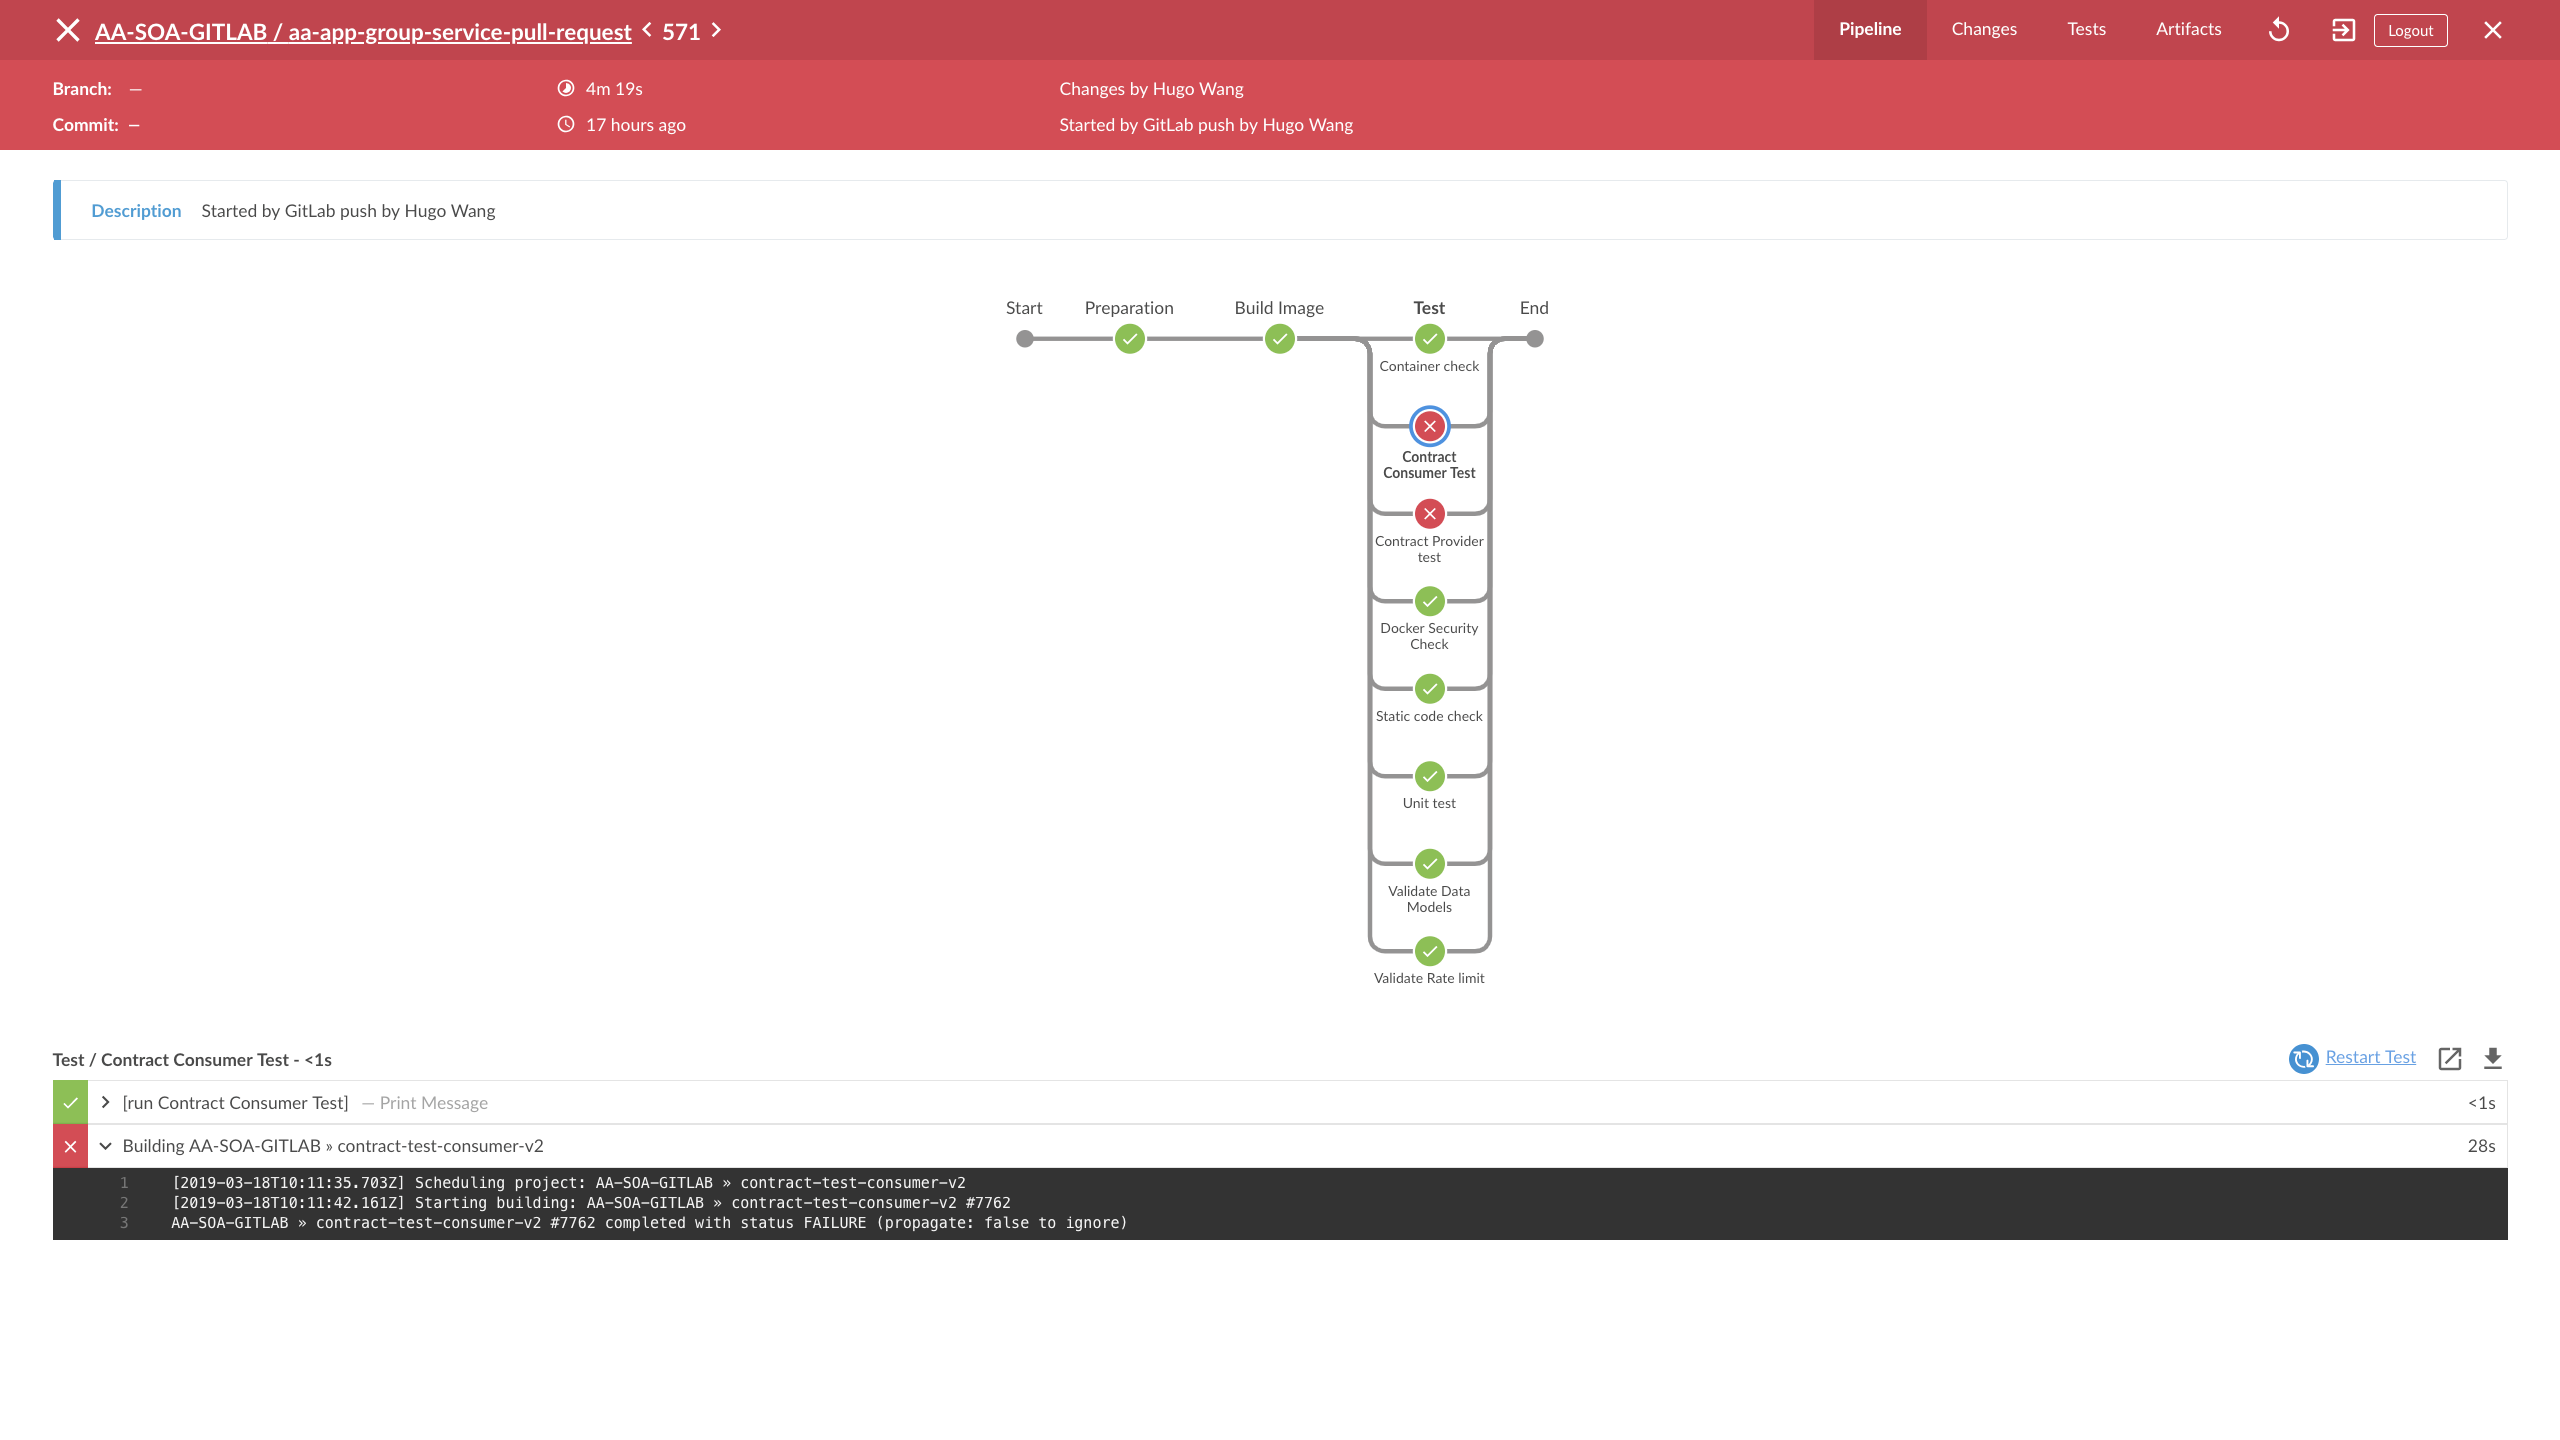 AA-SOA-GITLAB / aa-app-group-service-pull-request < 571 >
Pipeline Changes Tests Artifacts Logout
Branch: — 4m 19s Changes by Hugo Wang
Commit: — 17 hours ago Started by GitLab push by Hugo Wang
Description Started by GitLab push by Hugo Wang
Start Preparation Build Image Test End
Container check
Contract
Consumer Test
Contract Provider
test
Docker Security
Check
Static code check
Unit test
Validate Data
Models
Validate Rate limit
Test / Contract Consumer Test - <1s Restart Test
[run Contract Consumer Test] — Print Message <1s
Building AA-SOA-GITLAB » contract-test-consumer-v2 28s
1 [2019-03-18T10:11:35.703Z] Scheduling project: AA-SOA-GITLAB » contract-test-consumer-v2
2 [2019-03-18T10:11:42.161Z] Starting building: AA-SOA-GITLAB » contract-test-consumer-v2 #7762
3 AA-SOA-GITLAB » contract-test-consumer-v2 #7762 completed with status FAILURE (propagate: false to ignore)